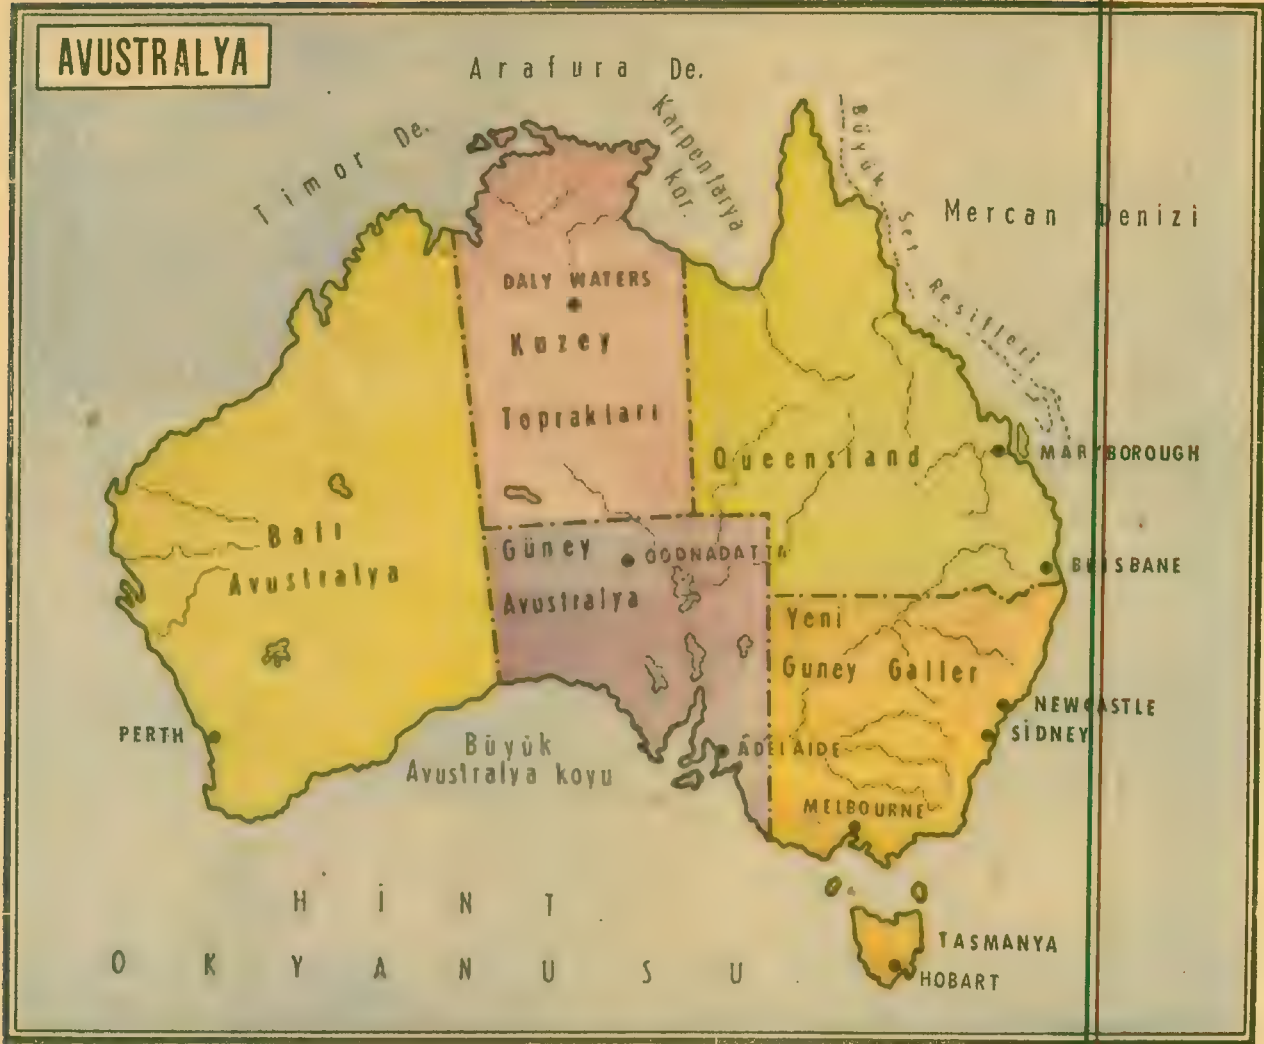 AVUSTRALYA
Arafura De.
Timor De.
Karpentarya
kor.
Büyük Set Resifleri
Mercan Denizi
DALY WATERS
Kuzey
Toprakları
Queensland
MARYBOROUGH
Batı
Avustralya
Güney
Avustralya
OODNADATTA
BRISBANE
Yeni
Guney Galler
NEWCASTLE
SİDNEY
PERTH
Büyük
Avustralya koyu
ADELAIDE
MELBOURNE
HİNT
OKYANUSU
TASMANYA
HOBART